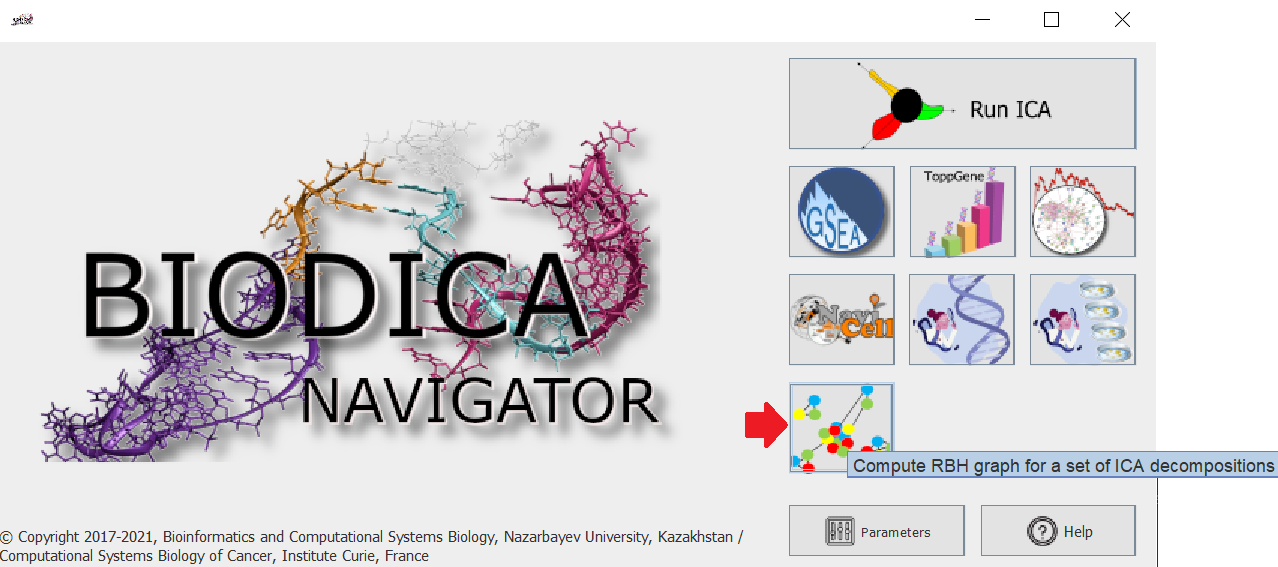 Run ICA
BIODICA
NAVIGATOR
GSEA
ToppGene
Navi
Cell
Compute RBH graph for a set of ICA decompositions
Parameters
Help
© Copyright 2017-2021, Bioinformatics and Computational Systems Biology, Nazarbayev University, Kazakhstan /
Computational Systems Biology of Cancer, Institute Curie, France